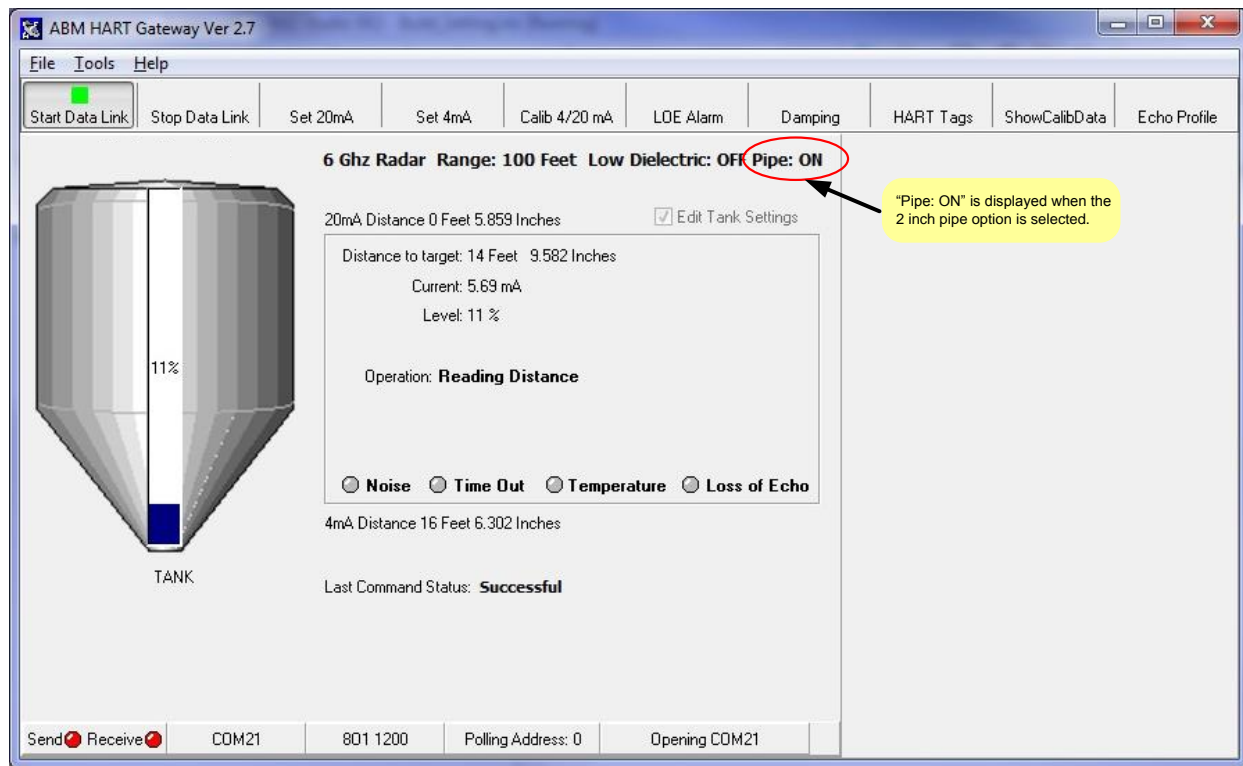 ABM HART Gateway Ver 2.7
File Tools Help
Start Data Link Stop Data Link Set 20mA Set 4mA Calib 4/20 mA LOE Alarm Damping HART Tags ShowCalibData Echo Profile
6 Ghz Radar Range: 100 Feet Low Dielectric: OFF Pipe: ON
“Pipe: ON” is displayed when the
2 inch pipe option is selected.
20mA Distance 0 Feet 5.859 Inches Edit Tank Settings
Distance to target: 14 Feet 9.582 Inches
Current: 5.69 mA
Level: 11 %
11%
Operation: Reading Distance
Noise Time Out Temperature Loss of Echo
4mA Distance 16 Feet 6.302 Inches
TANK
Last Command Status: Successful
Send Receive COM21 8O1 1200 Polling Address: 0 Opening COM21